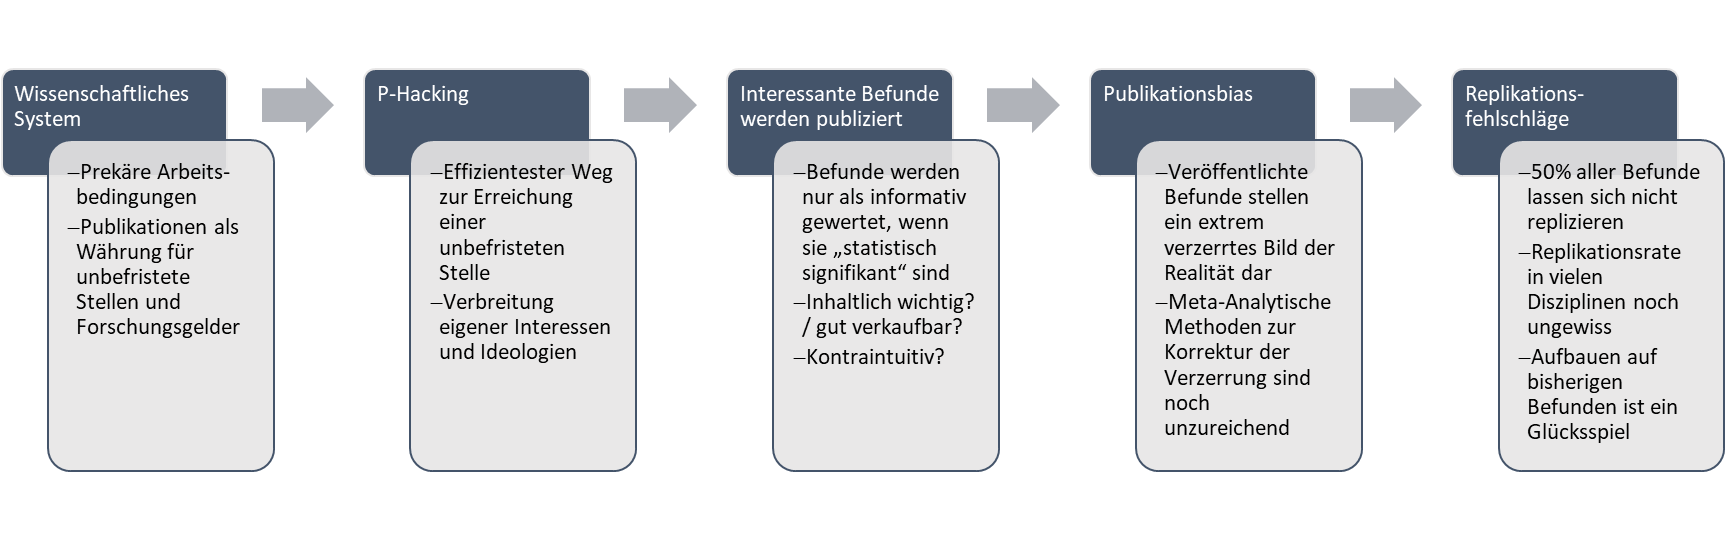 Wissenschaftliches
System
–Prekäre Arbeits-
bedingungen
–Publikationen als
Währung für
unbefristete
Stellen und
Forschungsgelder
P-Hacking
–Effizientester Weg
zur Erreichung
einer
unbefristeten
Stelle
–Verbreitung
eigener Interessen
und Ideologien
Interessante Befunde
werden publiziert
–Befunde werden
nur als informativ
gewertet, wenn
sie „statistisch
signifikant“ sind
–Inhaltlich wichtig?
/ gut verkaufbar?
–Kontraintuitiv?
Publikationsbias
–Veröffentlichte
Befunde stellen
ein extrem
verzerrtes Bild der
Realität dar
–Meta-Analytische
Methoden zur
Korrektur der
Verzerrung sind
noch
unzureichend
Replikations-
fehlschläge
–50% aller Befunde
lassen sich nicht
replizieren
–Replikationsrate
in vielen
Disziplinen noch
ungewiss
–Aufbauen auf
bisherigen
Befunden ist ein
Glücksspiel